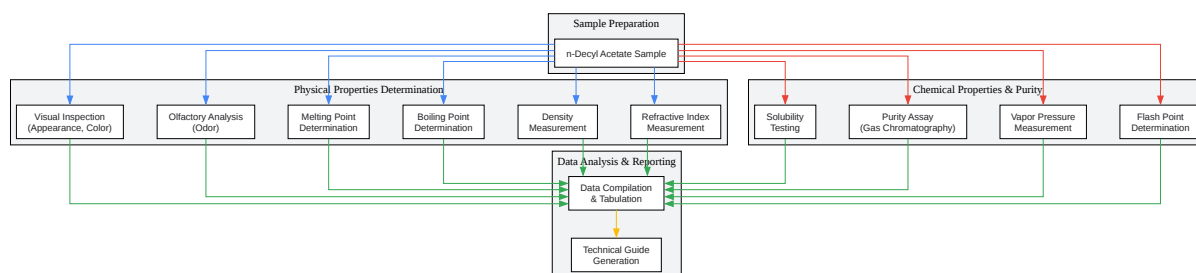 Sample Preparation
n-Decyl Acetate Sample
Physical Properties Determination
Chemical Properties & Purity
Visual Inspection
(Appearance, Color)
Olfactory Analysis
(Odor)
Melting Point
Determination
Boiling Point
Determination
Density
Measurement
Refractive Index
Measurement
Solubility
Testing
Purity Assay
(Gas Chromatography)
Vapor Pressure
Measurement
Flash Point
Determination
Data Analysis & Reporting
Data Compilation
& Tabulation
Technical Guide
Generation